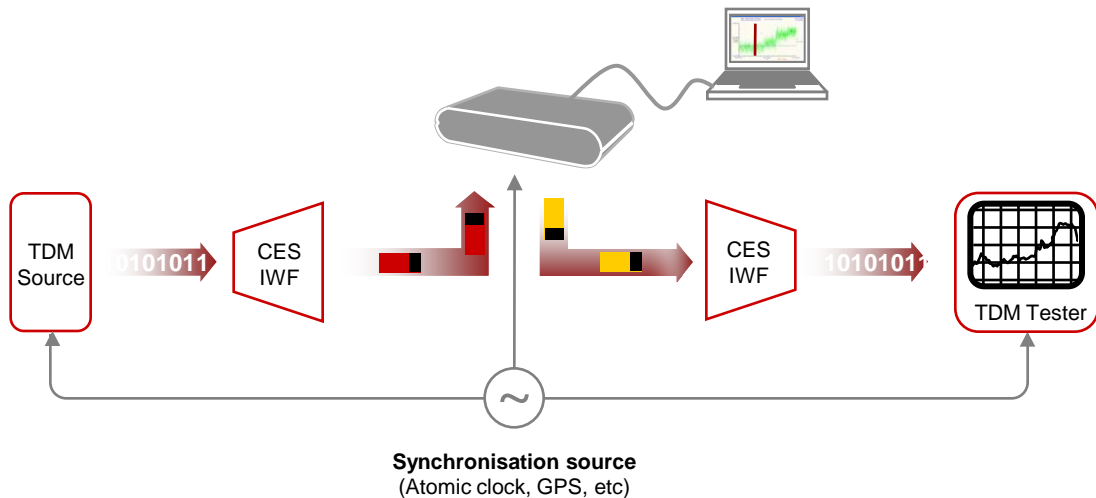 TDM
Source
10101011
CES
IWF
CES
IWF
10101011
TDM Tester
~
Synchronisation source
(Atomic clock, GPS, etc)